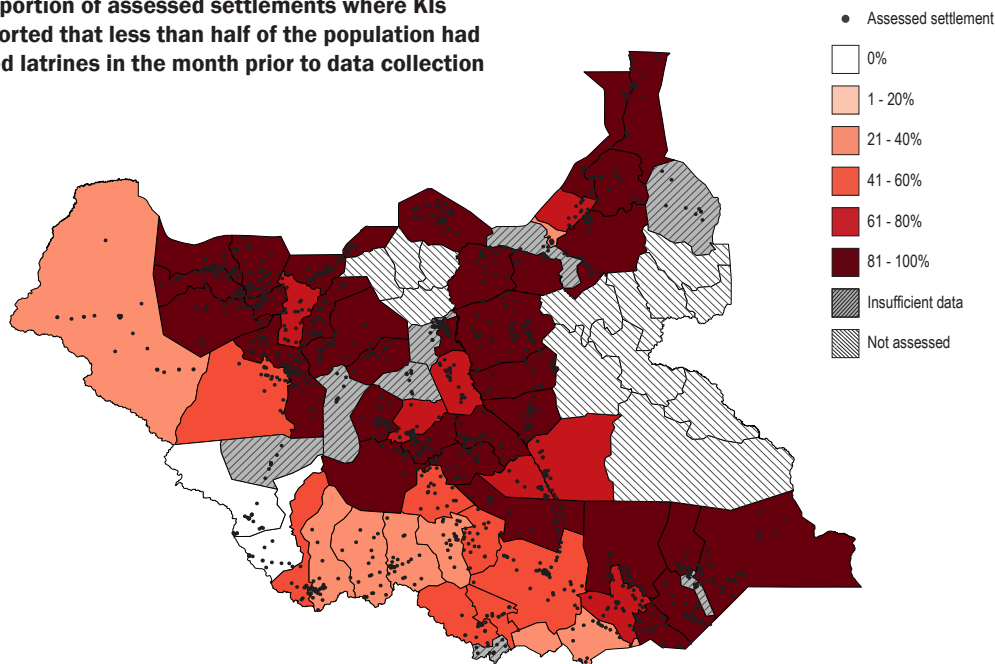 portion of assessed settlements where KIs
orted that less than half of the population had
d latrines in the month prior to data collection
Assessed settlement
0%
1 - 20%
21 - 40%
41 - 60%
61 - 80%
81 - 100%
Insufficient data
Not assessed